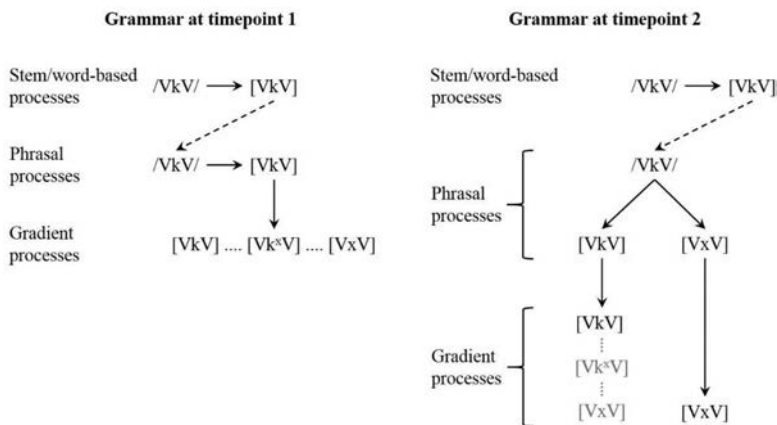 Grammar at timepoint 1
Stem/word-based
processes
/VkV/ [VkV]
Phrasal
processes
/VkV/ [VkV]
Gradient
processes
[VkV] .... [VkˣV] .... [VxV]
Grammar at timepoint 2
Stem/word-based
processes
/VkV/ [VkV]
/VkV/
Phrasal
processes
[VkV] [VxV]
[VkV]
Gradient
processes
[VkˣV]
[VxV] [VxV]